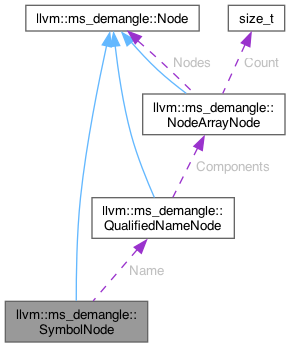 llvm::ms_demangle::Node
size_t
Nodes
Count
llvm::ms_demangle::
NodeArrayNode
Components
llvm::ms_demangle::
QualifiedNameNode
Name
llvm::ms_demangle::
SymbolNode